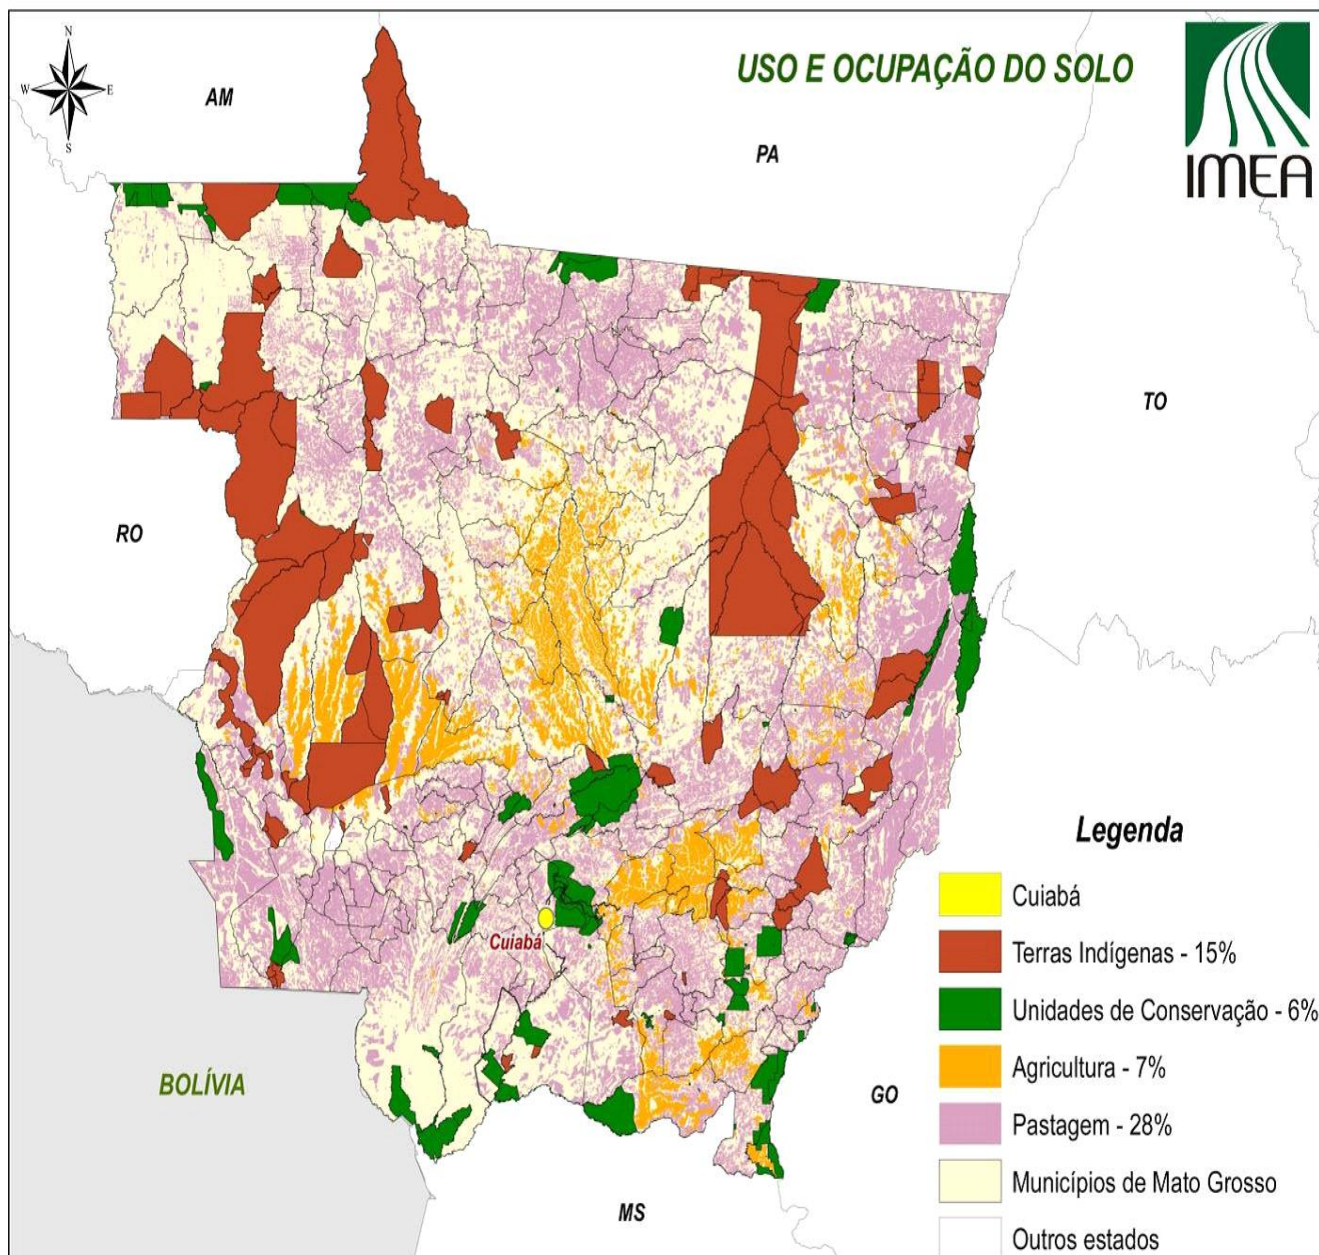 N
W E
S
AM
USO E OCUPAÇÃO DO SOLO
IMEA
PA
TO
RO
Legenda
Cuiabá
Cuiabá
Terras Indígenas - 15%
Unidades de Conservação - 6%
Agricultura - 7%
BOLÍVIA
GO
Pastagem - 28%
Municípios de Mato Grosso
MS
Outros estados